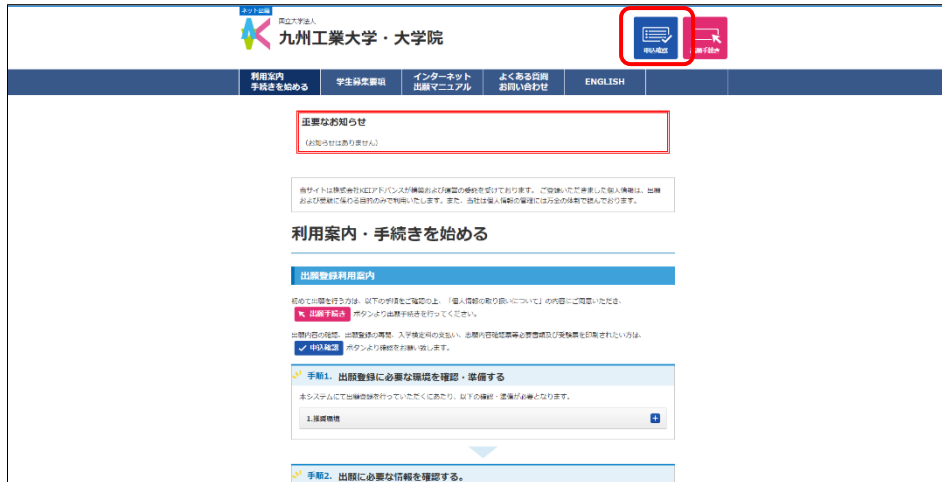 ネット出願
国立大学法人
九州工業大学・大学院
申込確認
出願手続き
利用案内
手続きを始める
学生募集要項
インターネット
出願マニュアル
よくある質問
お問い合わせ
ENGLISH
重要なお知らせ
（お知らせはありません）
当サイトは株式会社KEIアドバンスが構築および運営の委託を受けております。 ご登録いただきました個人情報は、出願
および受験に係わる目的のみで利用いたします。また、当社は個人情報の管理には万全の体制で臨んでおります。
利用案内・手続きを始める
出願登録利用案内
初めて出願を行う方は、以下の手順をご確認の上、「個人情報の取り扱いについて」の内容にご同意いただき、
出願手続き ボタンより出願手続きを行ってください。
出願内容の確認、出願登録の再開、入学検定料の支払い、志願内容確認票等必要書類及び受験票を印刷されたい方は、
申込確認 ボタンより確認をお願い致します。
手順1. 出願登録に必要な環境を確認・準備する
本システムにて出願登録を行っていただくにあたり、以下の確認・準備が必要となります。
1.推奨環境
手順2. 出願に必要な情報を確認する。